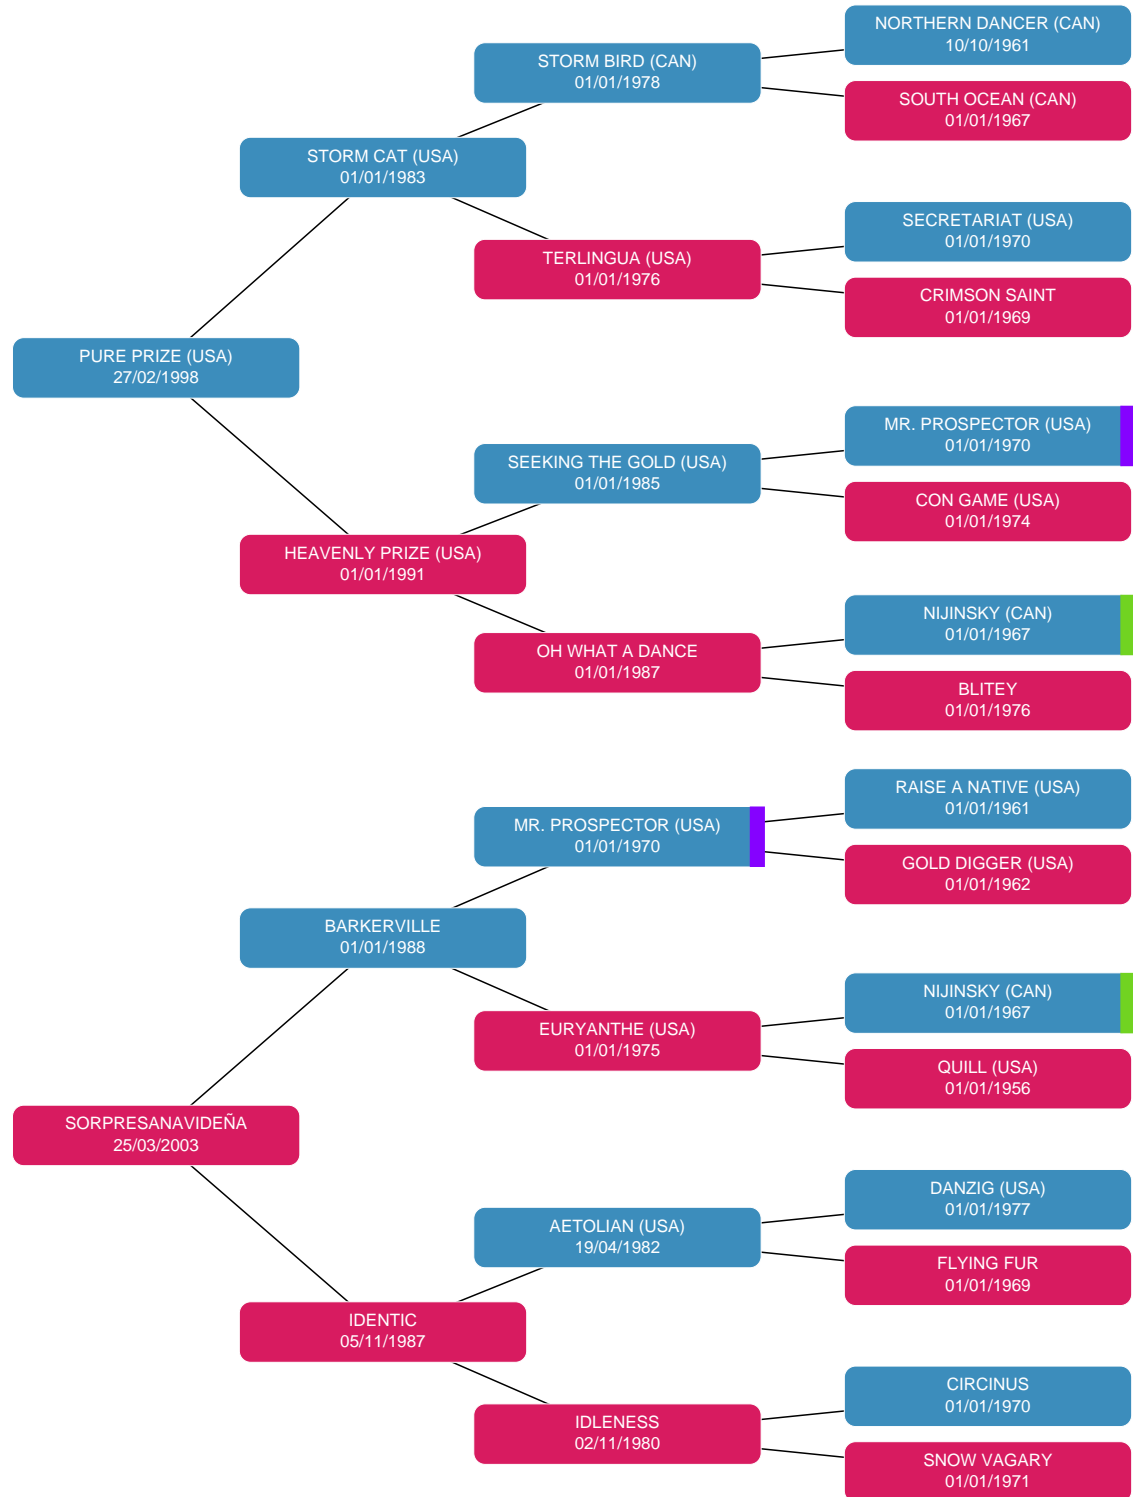 NORTHERN DANCER (CAN)
10/10/1961
STORM BIRD (CAN)
01/01/1978
SOUTH OCEAN (CAN)
01/01/1967
STORM CAT (USA)
01/01/1983
SECRETARIAT (USA)
01/01/1970
TERLINGUA (USA)
01/01/1976
CRIMSON SAINT
01/01/1969
PURE PRIZE (USA)
27/02/1998
MR. PROSPECTOR (USA)
01/01/1970
SEEKING THE GOLD (USA)
01/01/1985
CON GAME (USA)
01/01/1974
HEAVENLY PRIZE (USA)
01/01/1991
NIJINSKY (CAN)
01/01/1967
OH WHAT A DANCE
01/01/1987
BLITEY
01/01/1976
RAISE A NATIVE (USA)
01/01/1961
MR. PROSPECTOR (USA)
01/01/1970
GOLD DIGGER (USA)
01/01/1962
BARKERVILLE
01/01/1988
NIJINSKY (CAN)
01/01/1967
EURYANTHE (USA)
01/01/1975
QUILL (USA)
01/01/1956
SORPRESANAVIDEÑA
25/03/2003
DANZIG (USA)
01/01/1977
AETOLIAN (USA)
19/04/1982
FLYING FUR
01/01/1969
IDENTIC
05/11/1987
CIRCINUS
01/01/1970
IDLENESS
02/11/1980
SNOW VAGARY
01/01/1971